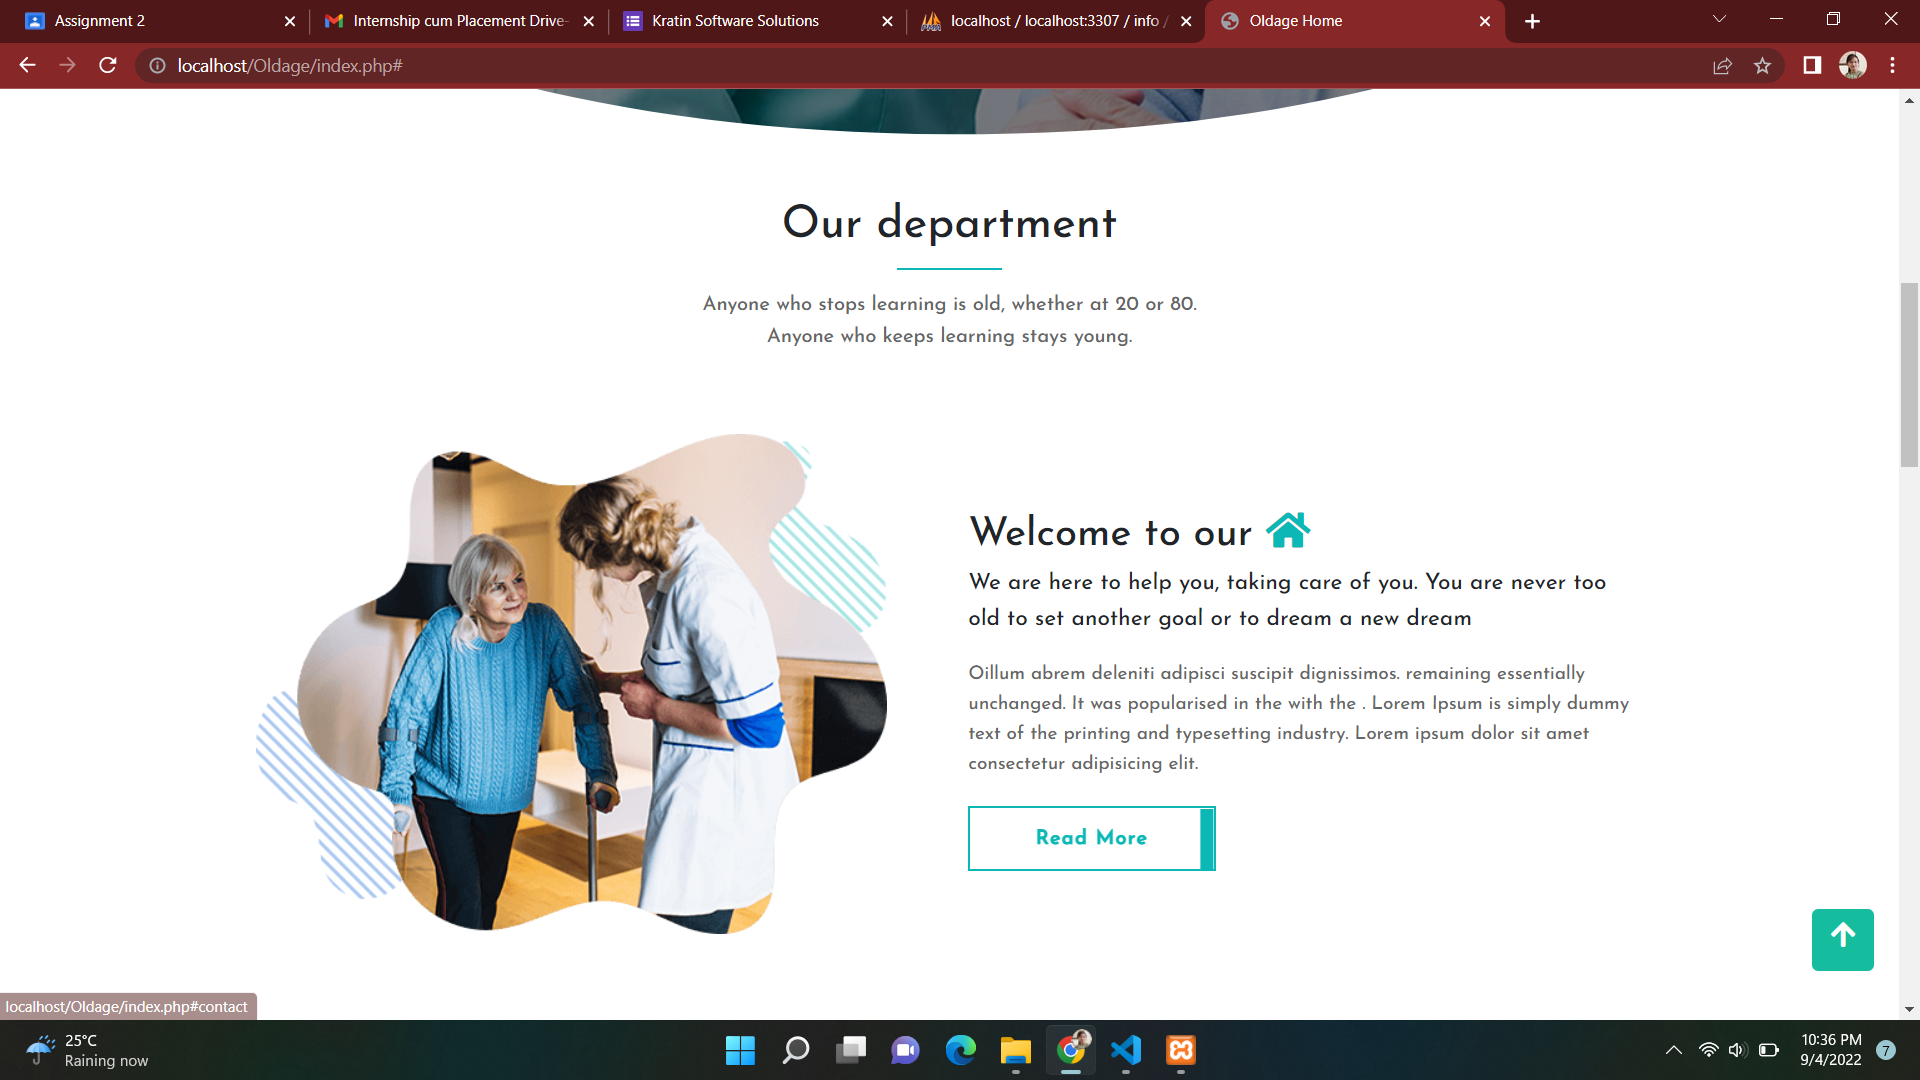 Assignment 2
Internship cum Placement Drive-
Kratin Software Solutions
localhost / localhost:3307 / info /
Oldage Home
localhost/Oldage/index.php#
Our department
Anyone who stops learning is old, whether at 20 or 80.
Anyone who keeps learning stays young.
Welcome to our
We are here to help you, taking care of you. You are never too
old to set another goal or to dream a new dream
Oillum abrem deleniti adipisci suscipit dignissimos. remaining essentially
unchanged. It was popularised in the with the . Lorem Ipsum is simply dummy
text of the printing and typesetting industry. Lorem ipsum dolor sit amet
consectetur adipisicing elit.
Read More
localhost/Oldage/index.php#contact
25°C
Raining now
10:36 PM
9/4/2022
7